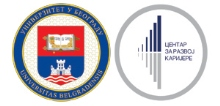 УНИВЕРЗИТЕТ У БЕОГРАДУ
UNIVERSITAS BELGRADENSIS
ЦЕНТАР
ЗА РАЗВОЈ
КАРИЈЕРЕ